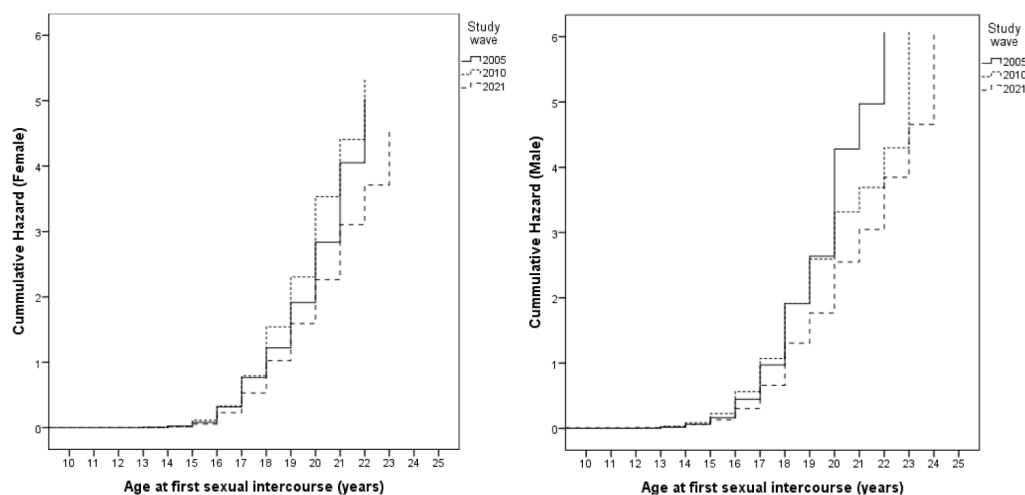 Study
wave
2005
2010
2021
Cummulative Hazard (Female)
6
5
4
3
2
1
0
10 11 12 13 14 15 16 17 18 19 20 21 22 23 24 25
Age at first sexual intercourse (years)
Study
wave
2005
2010
2021
Cummulative Hazard (Male)
6
5
4
3
2
1
0
10 11 12 13 14 15 16 17 18 19 20 21 22 23 24 25
Age at first sexual intercourse (years)